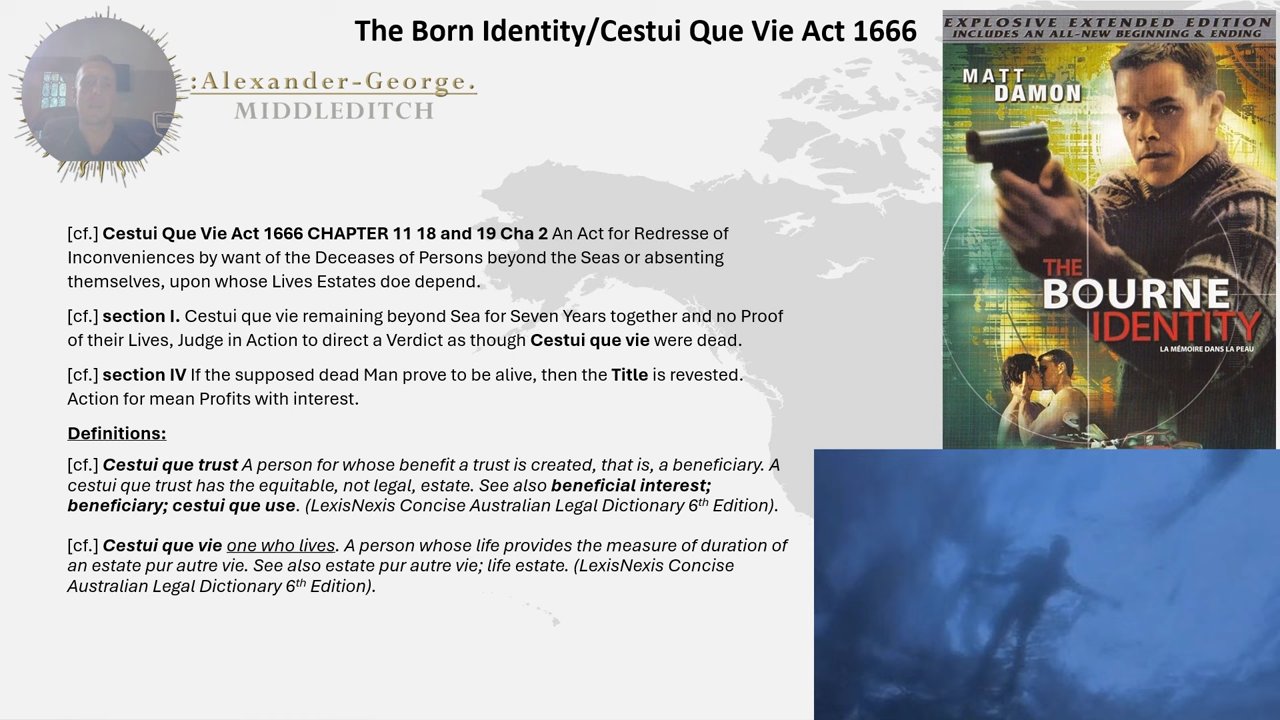 The Born Identity/Cestui Que Vie Act 1666
:Alexander-George.
MIDDLEDITCH
[cf.] Cestui Que Vie Act 1666 CHAPTER 11 18 and 19 Cha 2 An Act for Redresse of
Inconveniences by want of the Deceases of Persons beyond the Seas or absenting
themselves, upon whose Lives Estates doe depend.
[cf.] section I. Cestui que vie remaining beyond Sea for Seven Years together and no Proof
of their Lives, Judge in Action to direct a Verdict as though Cestui que vie were dead.
[cf.] section IV If the supposed dead Man prove to be alive, then the Title is revested.
Action for mean Profits with interest.
Definitions:
[cf.] Cestui que trust A person for whose benefit a trust is created, that is, a beneficiary. A
cestui que trust has the equitable, not legal, estate. See also beneficial interest;
beneficiary; cestui que use. (LexisNexis Concise Australian Legal Dictionary 6th Edition).
[cf.] Cestui que vie one who lives. A person whose life provides the measure of duration of
an estate pur autre vie. See also estate pur autre vie; life estate. (LexisNexis Concise
Australian Legal Dictionary 6th Edition).
EXPLOSIVE EXTENDED EDITION
INCLUDES AN ALL-NEW BEGINNING & ENDING
MATT
DAMON
THE
BOURNE
IDENTITY
LA MÉMOIRE DANS LA PEAU